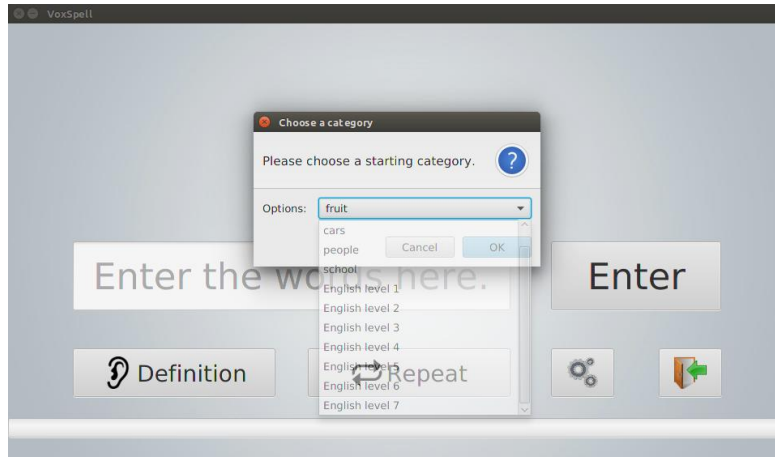 VoxSpell
Choose a category
Please choose a starting category.
?
Options: fruit
cars
people
Cancel OK
school
Enter the words here. Enter
English level 1
English level 2
English level 3
English level 4
English level 5
English level 6
English level 7
Definition Repeat